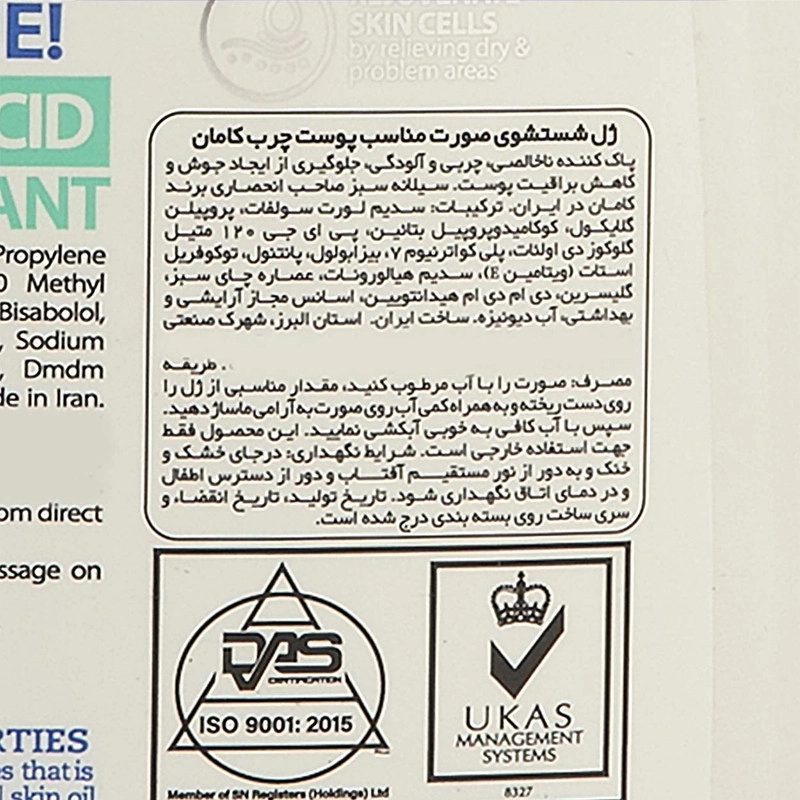 E!
CID
ANT
Propylene
0 Methyl
Bisabolol,
, Sodium
, Dmdm
de in Iran.
om direct
ssage on
RTIES
s that is
l skin oil
SKIN CELLS
by relieving dry &
problem areas
ژل شستشوی صورت مناسب پوست چرب کامان
پاک کننده ناخالصی، چربی و آلودگی، جلوگیری از ایجاد جوش و
کاهش براقیت پوست. سیلانه سبز صاحب انحصاری برند
کامان در ایران. ترکیبات: سدیم لورت سولفات، پروپیلن
گلایکول، کوکامیدوپروپیل بتائین، پی ای جی ۱۲۰ متیل
گلوکوز دی اولئات، پلی کواترنیوم ۷، بیزابولول، پانتنول، توکوفریل
استات (ویتامین E)، سدیم هیالورونات، عصاره چای سبز،
گلیسرین، دی ام دی ام هیدانتویین، اسانس مجاز آرایشی و
بهداشتی، آب دیونیزه. ساخت ایران. استان البرز، شهرک صنعتی
. طریقه
مصرف: صورت را با آب مرطوب کنید، مقدار مناسبی از ژل را
روی دست ریخته و به همراه کمی آب روی صورت به آرامی ماساژ دهید.
سپس با آب کافی به خوبی آبکشی نمایید. این محصول فقط
جهت استفاده خارجی است. شرایط نگهداری: درجای خشک و
خنک و به دور از نور مستقیم آفتاب و دور از دسترس اطفال
و در دمای اتاق نگهداری شود. تاریخ تولید، تاریخ انقضاء، و
سری ساخت روی بسته بندی درج شده است.
DAS
CERTIFICATION
ISO 9001: 2015
Member of SN Registers (Holdings) Ltd
UKAS
MANAGEMENT
SYSTEMS
8327